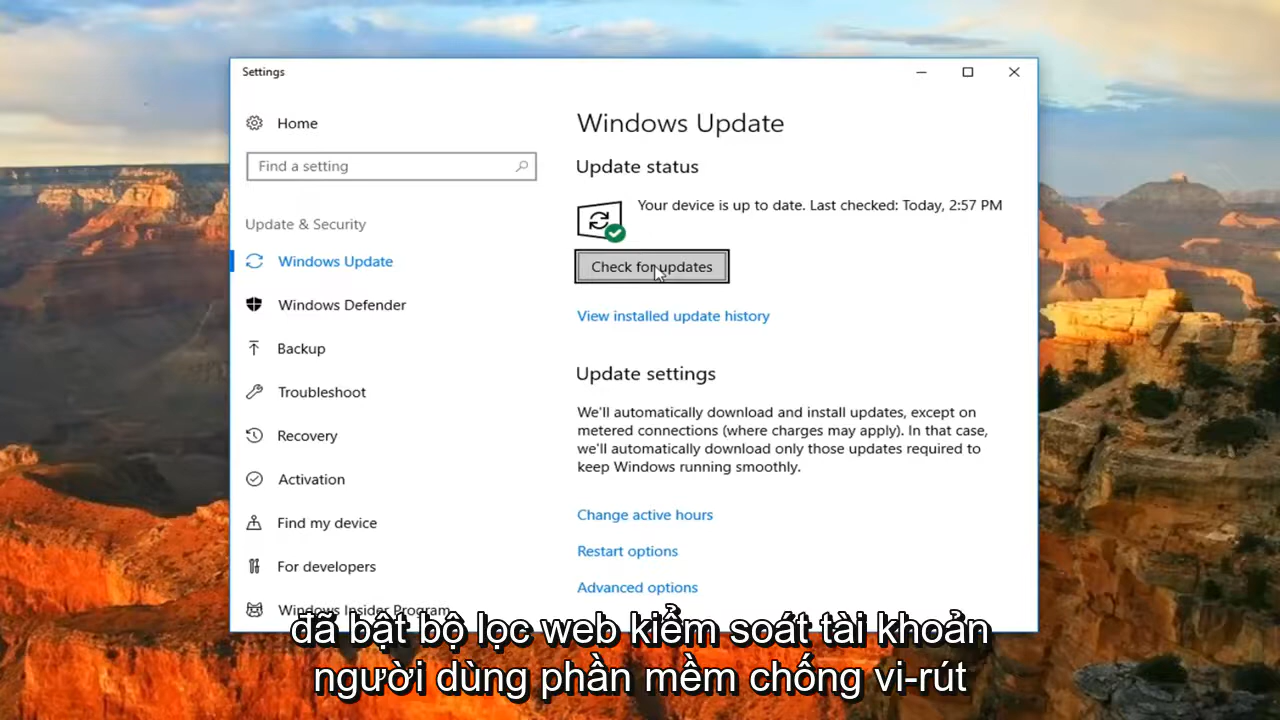 Settings
Home
Find a setting
Update & Security
Windows Update
Windows Defender
Backup
Troubleshoot
Recovery
Activation
Find my device
For developers
Windows Insider Program
Windows Update
Update status
Your device is up to date. Last checked: Today, 2:57 PM
Check for updates
View installed update history
Update settings
We'll automatically download and install updates, except on
metered connections (where charges may apply). In that case,
we'll automatically download only those updates required to
keep Windows running smoothly.
Change active hours
Restart options
Advanced options
đã bật bộ lọc web kiểm soát tài khoản
người dùng phần mềm chống vi-rút